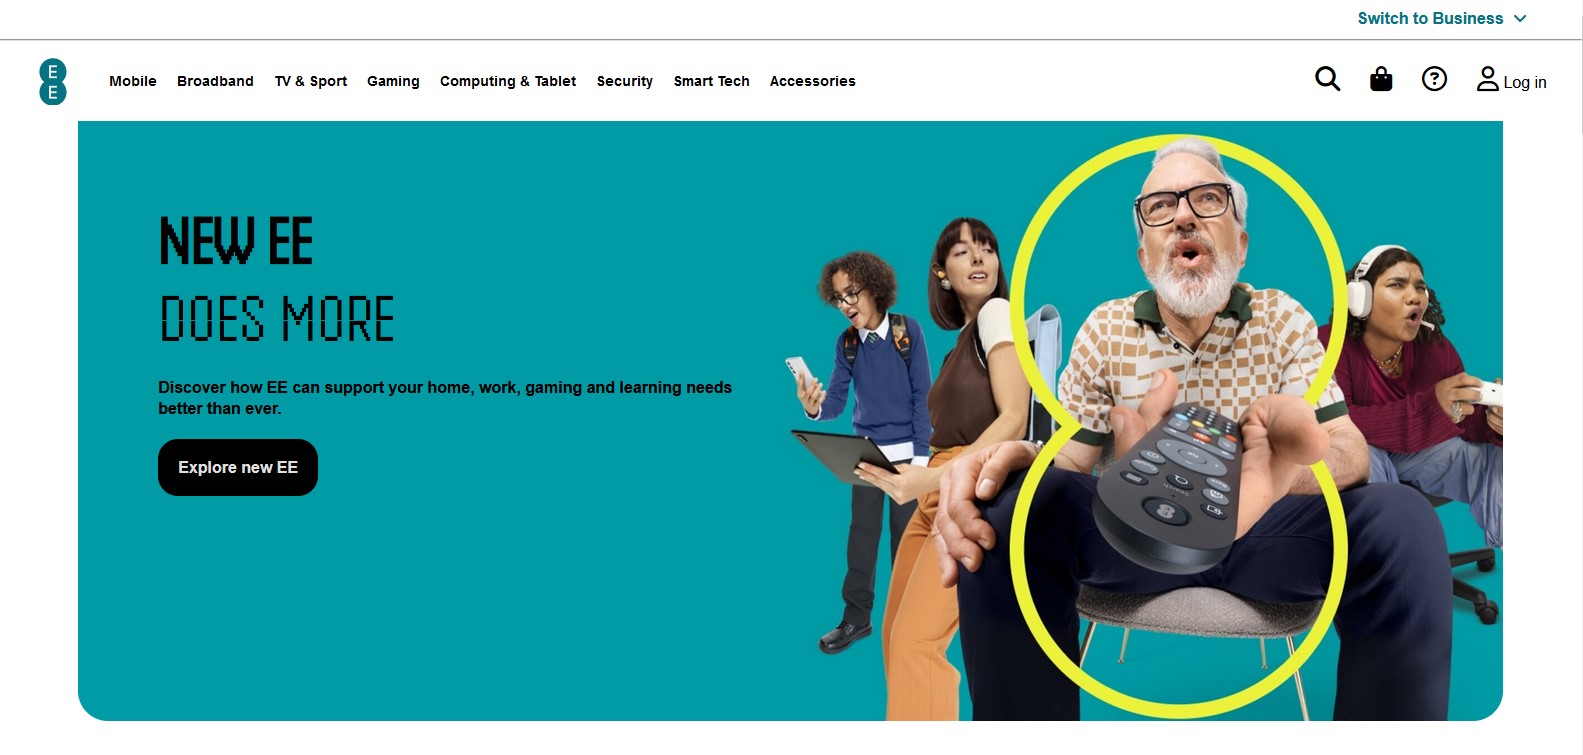 Switch to Business
E
E
Mobile Broadband TV & Sport Gaming Computing & Tablet Security Smart Tech Accessories
? Log in
NEW EE
DOES MORE
Discover how EE can support your home, work, gaming and learning needs
better than ever.
Explore new EE